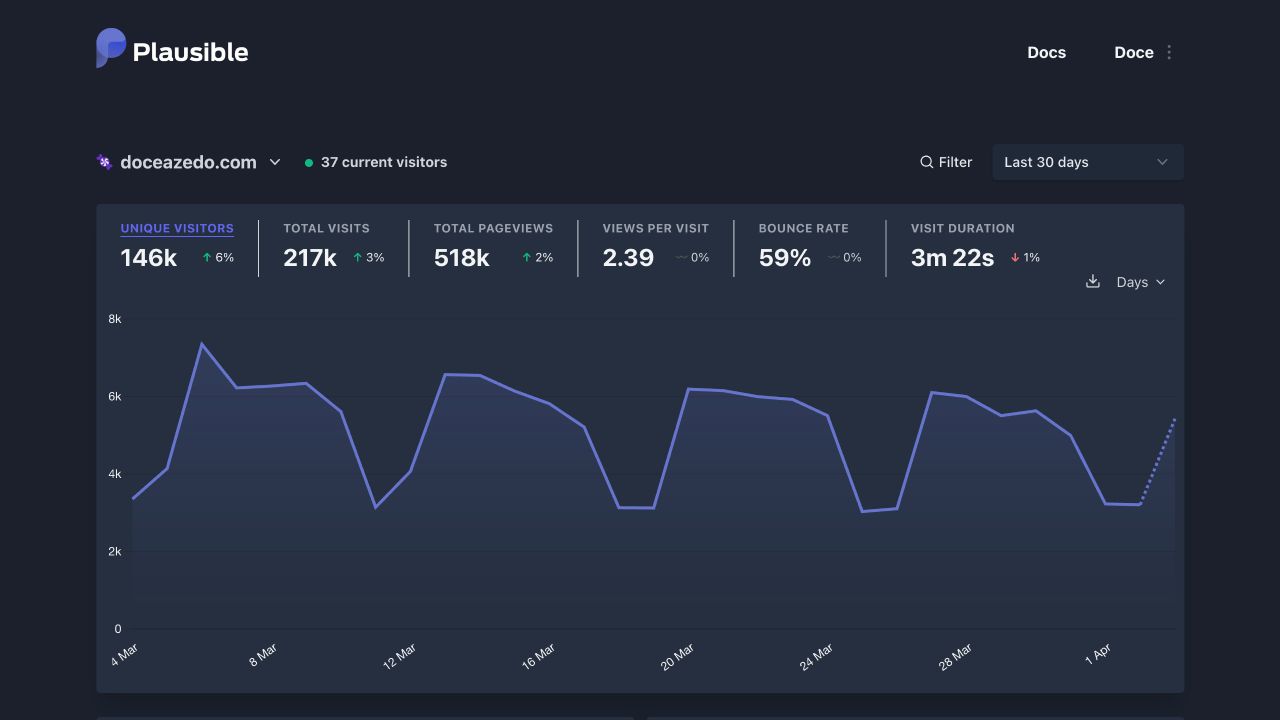 Plausible
Docs Doce
doceazedo.com 37 current visitors Filter Last 30 days
UNIQUE VISITORS TOTAL VISITS TOTAL PAGEVIEWS VIEWS PER VISIT BOUNCE RATE VISIT DURATION
146k 6% 217k 3% 518k 2% 2.39 0% 59% 0% 3m 22s 1%
Days
8k
6k
4k
2k
0
4 Mar 8 Mar 12 Mar 16 Mar 20 Mar 24 Mar 28 Mar 1 Apr